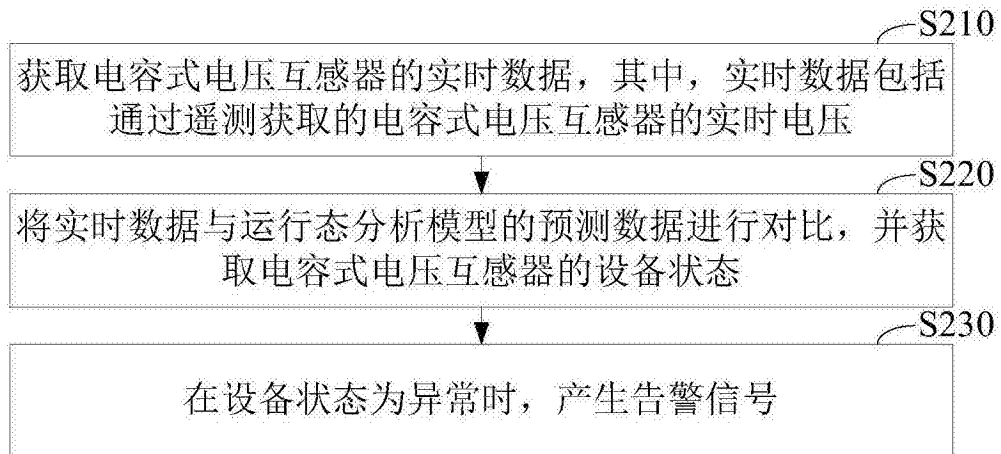 S210
获取电容式电压互感器的实时数据，其中，实时数据包括
通过遥测获取的电容式电压互感器的实时电压
S220
将实时数据与运行态分析模型的预测数据进行对比，并获
取电容式电压互感器的设备状态
S230
在设备状态为异常时，产生告警信号